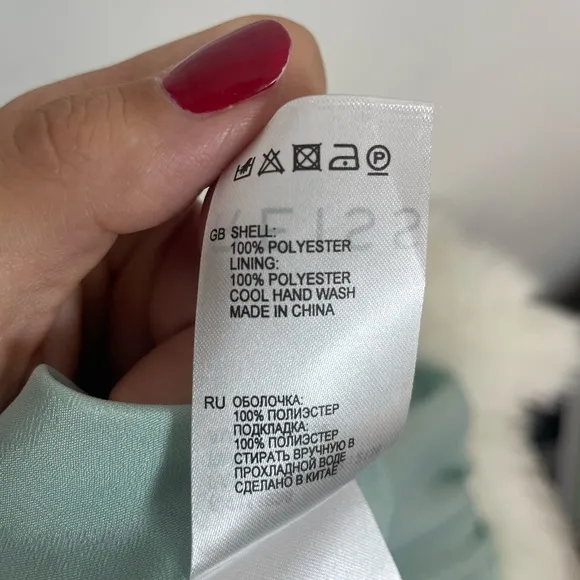 P
GB SHELL:
100% POLYESTER
LINING:
100% POLYESTER
COOL HAND WASH
MADE IN CHINA
RU ОБОЛОЧКА:
100% ПОЛИЭСТЕР
ПОДКЛАДКА:
100% ПОЛИЭСТЕР
СТИРАТЬ ВРУЧНУЮ В
ПРОХЛАДНОЙ ВОДЕ
СДЕЛАНО В КИТАЕ